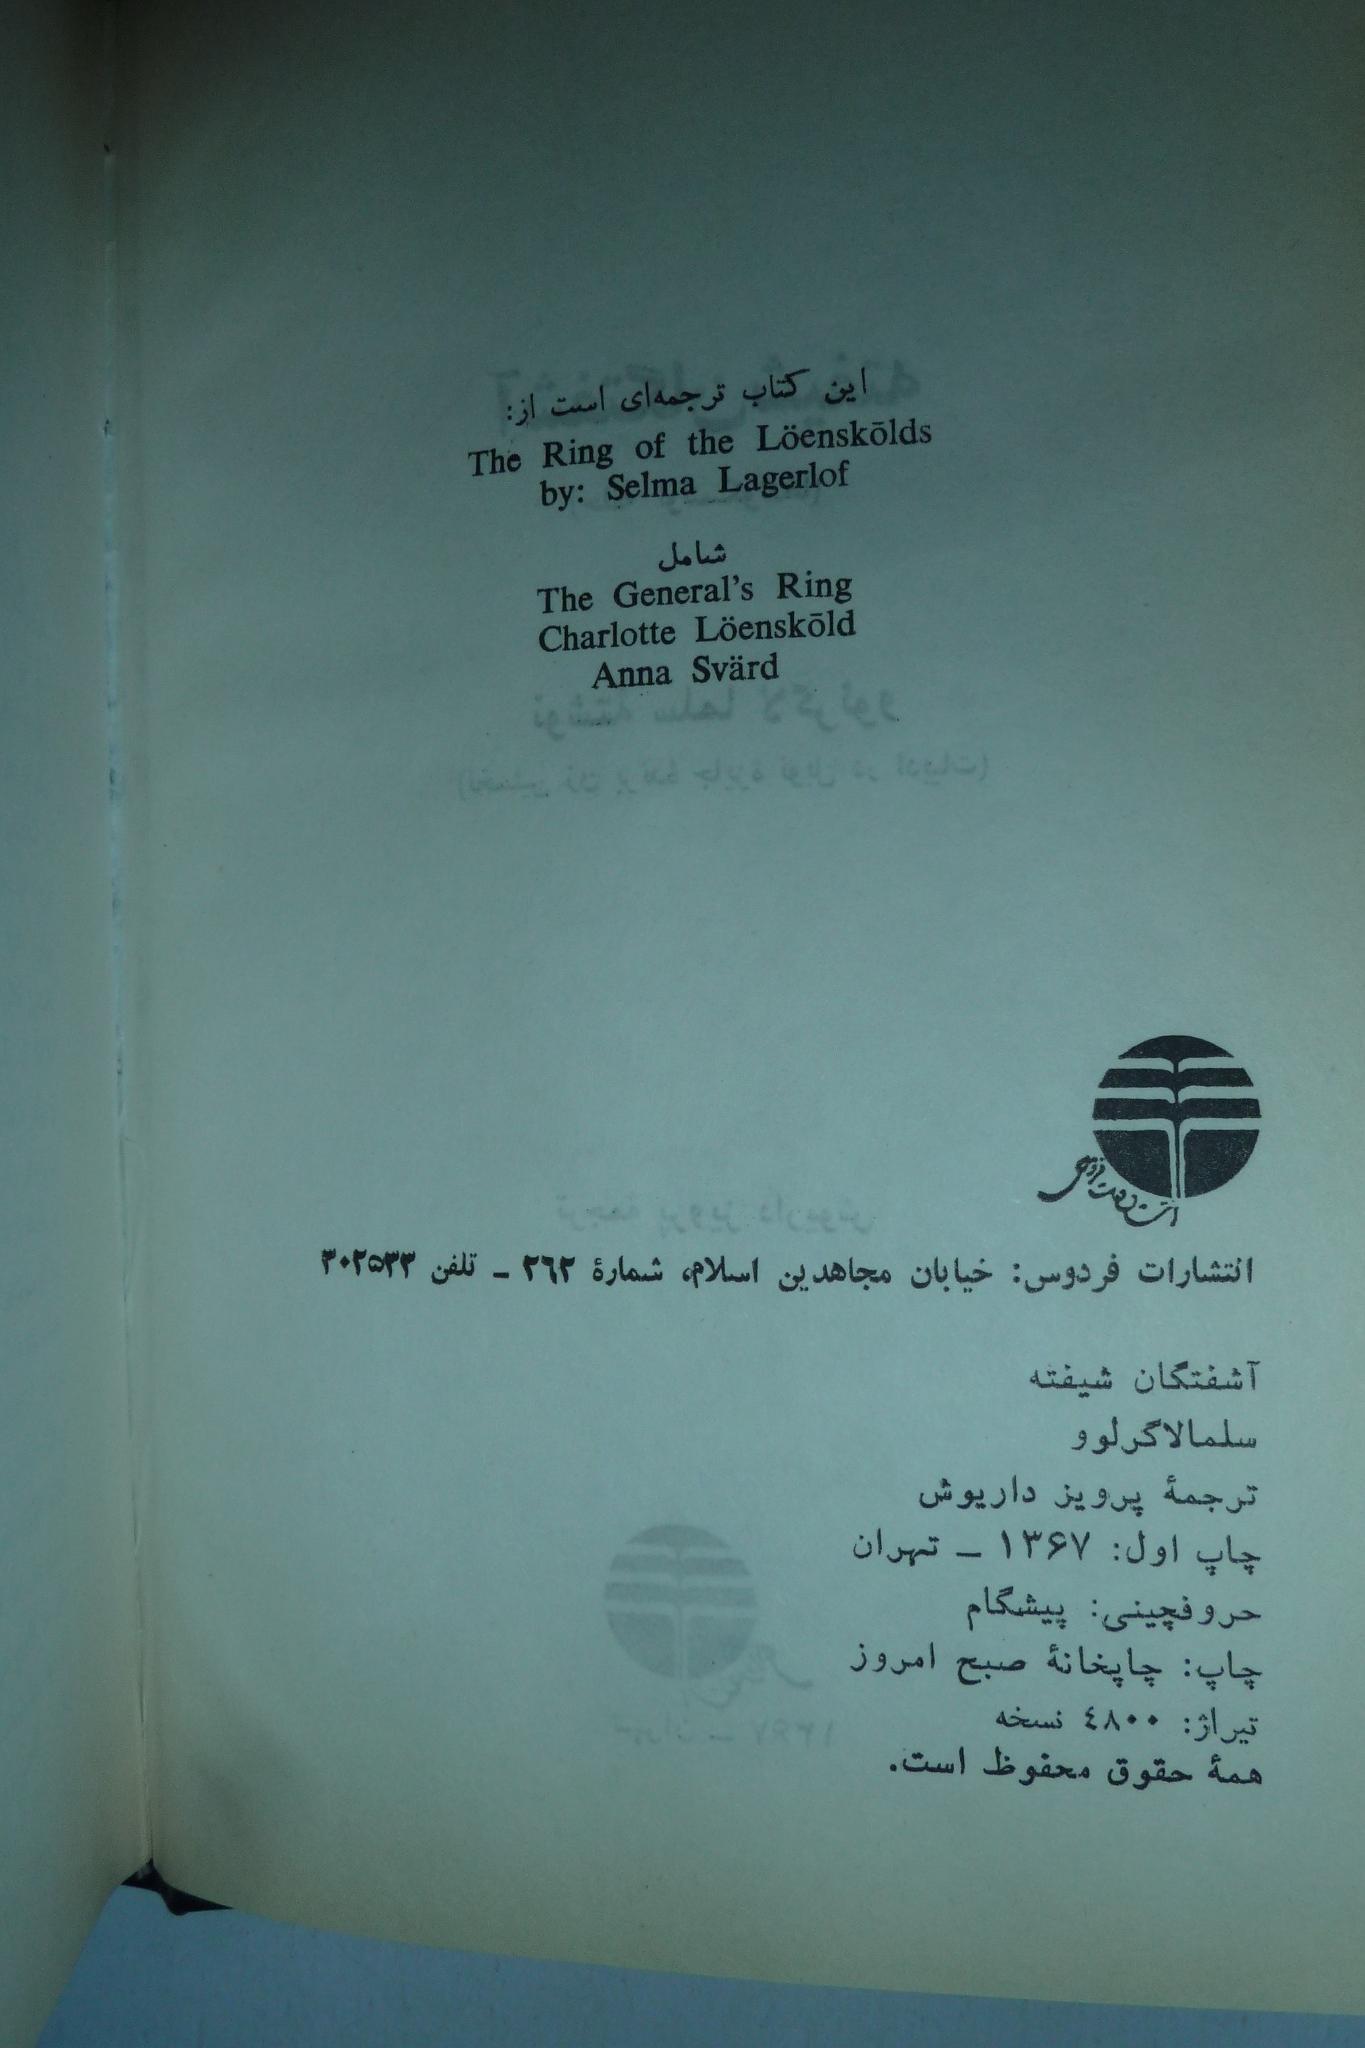 این کتاب ترجمه‌ای است از:
The Ring of the Löenskōlds
by: Selma Lagerlof
شامل
The General's Ring
Charlotte Löenskōld
Anna Svärd
انتشارات فردوس: خیابان مجاهدین اسلام، شمارهٔ ۲۶۲ ـ تلفن ۳۰۲۵۳۳
آشفتگان شیفته
سلمالاگرلوو
ترجمهٔ پرویز داریوش
چاپ اول: ۱۳۶۷ ـ تهران
حروفچینی: پیشگام
چاپ: چاپخانهٔ صبح امروز
تیراژ: ٤٨٠٠ نسخه
همهٔ حقوق محفوظ است.